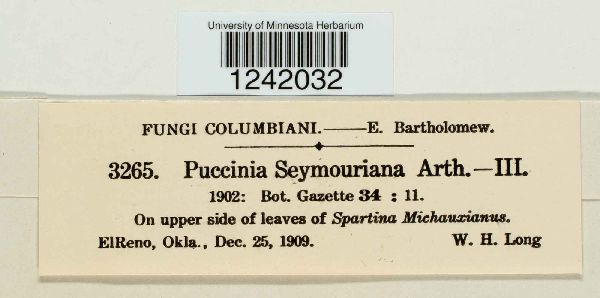 University of Minnesota Herbarium
1242032
FUNGI COLUMBIANI.——E. Bartholomew.
3265. Puccinia Seymouriana Arth.—III.
1902: Bot. Gazette 34 : 11.
On upper side of leaves of Spartina Michauxianus.
ElReno, Okla., Dec. 25, 1909. W. H. Long